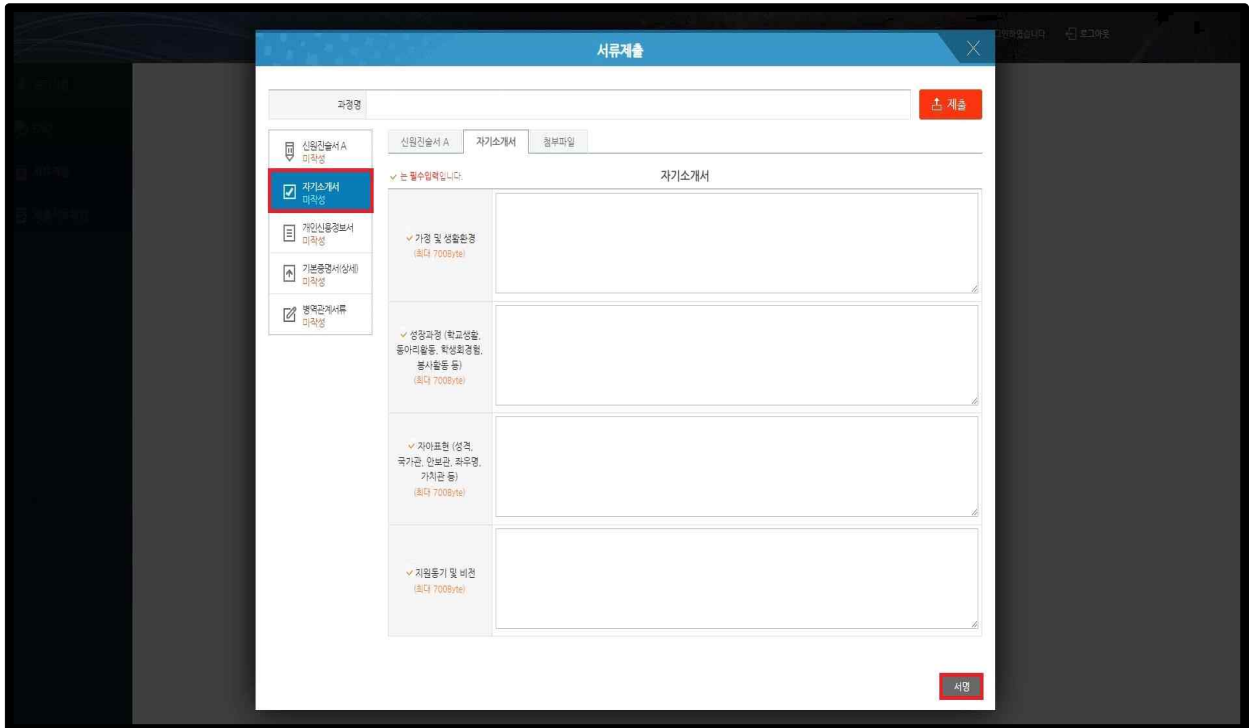 서류제출
로그아웃
과정명
제출
신원진술서 A
미작성
자기소개서
미작성
개인신용정보서
미작성
기본증명서(상세)
미작성
병역관계서류
미작성
신원진술서 A 자기소개서 첨부파일
는 필수입력입니다.
자기소개서
가정 및 생활환경
(최대 700Byte)
성장과정 (학교생활,
동아리활동, 학생회경험,
봉사활동 등)
(최대 700Byte)
자아표현 (성격,
국가관, 안보관, 좌우명,
가치관 등)
(최대 700Byte)
지원동기 및 비전
(최대 700Byte)
서명